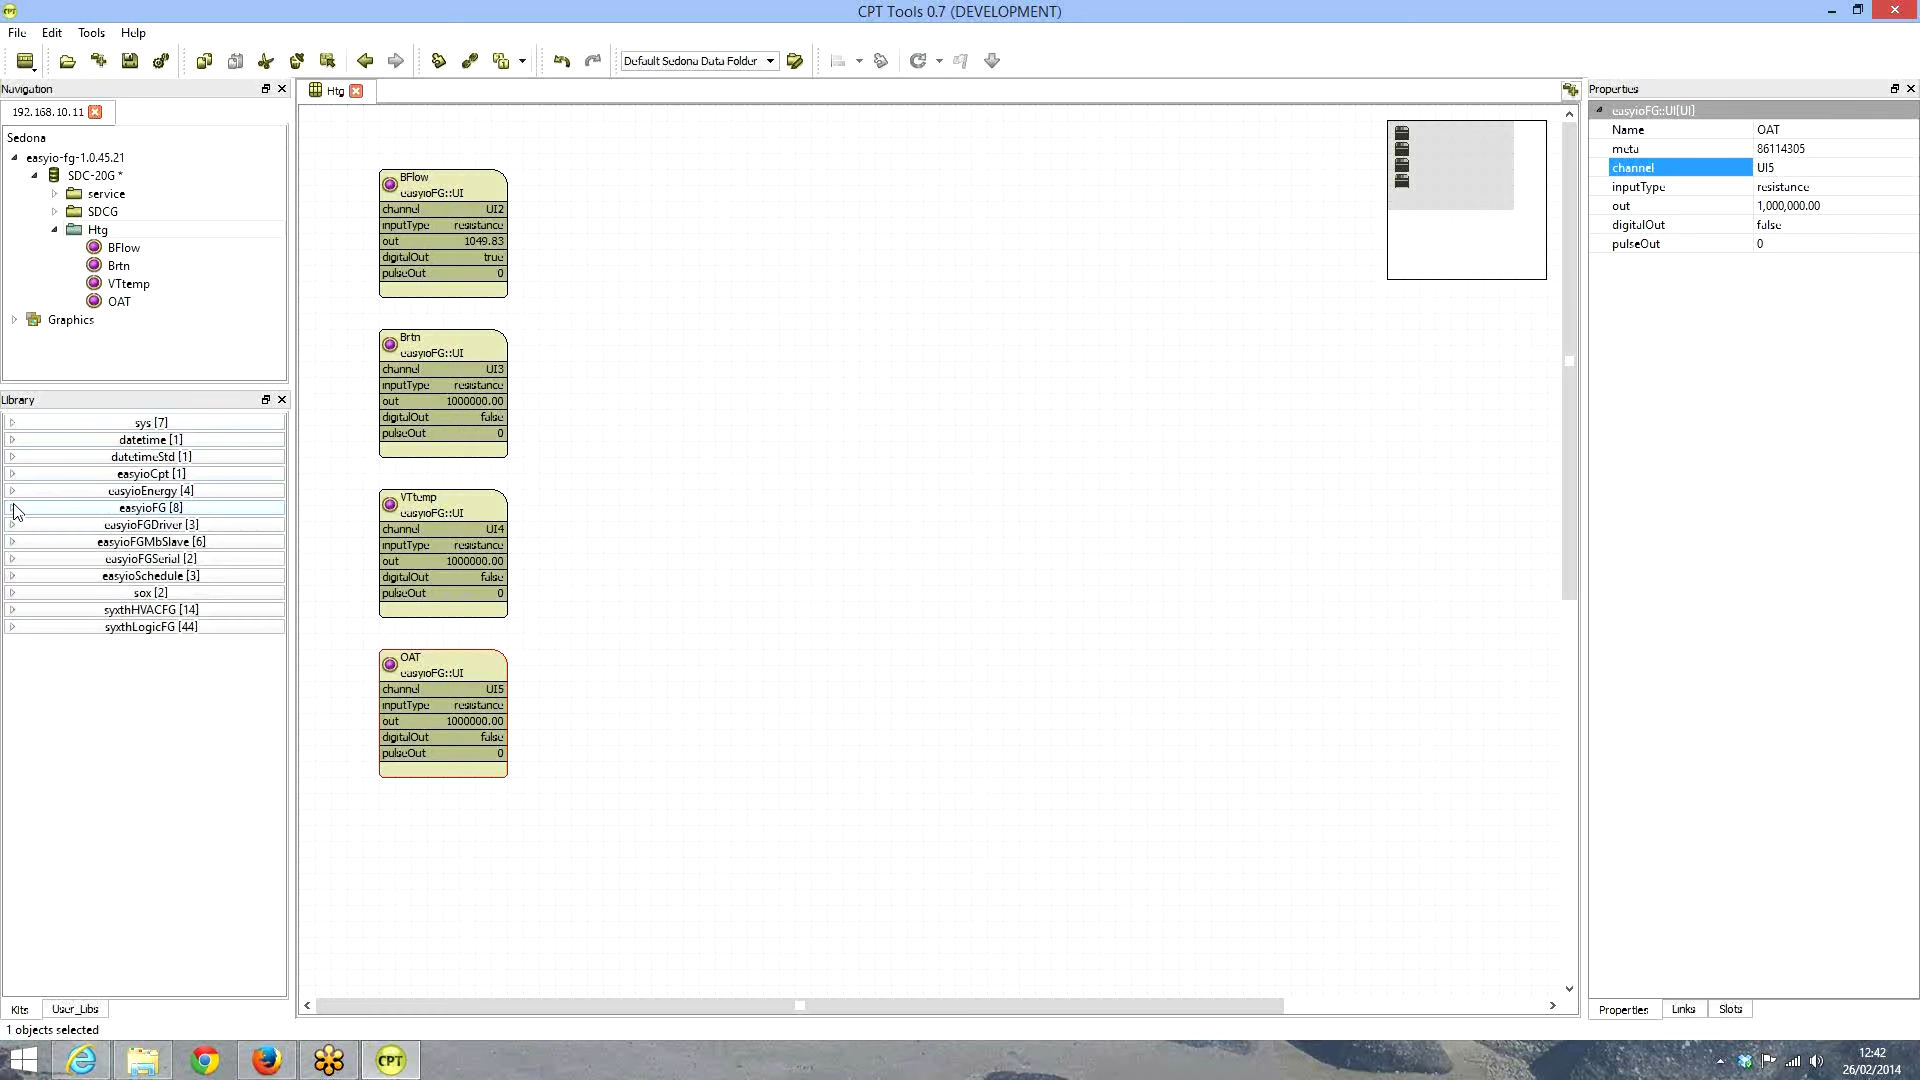 CPT Tools 0.7 (DEVELOPMENT)
File Edit Tools Help
Default Sedona Data Folder
Navigation
192.168.10.11
Sedona
easyio-fg-1.0.45.21
SDC-20G *
service
SDCG
Htg
BFlow
Brtn
VTtemp
OAT
Graphics
Library
sys [7]
datetime [1]
datetimeStd [1]
easyioCpt [1]
easyioEnergy [4]
easyioFG [8]
easyioFGDriver [3]
easyioFGMbSlave [6]
easyioFGSerial [2]
easyioSchedule [3]
sox [2]
syxthHVACFG [14]
syxthLogicFG [44]
Kits User_Libs
1 objects selected
Htg
BFlow
easyioFG::UI
channel UI2
inputType resistance
out 1049.83
digitalOut true
pulseOut 0
Brtn
easyioFG::UI
channel UI3
inputType resistance
out 1000000.00
digitalOut false
pulseOut 0
VTtemp
easyioFG::UI
channel UI4
inputType resistance
out 1000000.00
digitalOut false
pulseOut 0
OAT
easyioFG::UI
channel UI5
inputType resistance
out 1000000.00
digitalOut false
pulseOut 0
Properties
easyioFG::UI[UI]
Name OAT
meta 86114305
channel UI5
inputType resistance
out 1,000,000.00
digitalOut false
pulseOut 0
Properties Links Slots
CPT
12:42
26/02/2014